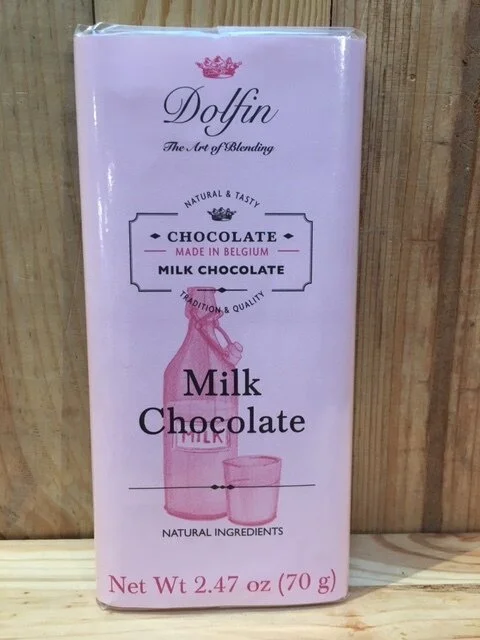 Dolfin
The Art of Blending
NATURAL & TASTY
CHOCOLATE
MADE IN BELGIUM
MILK CHOCOLATE
TRADITION & QUALITY
Milk
Chocolate
MILK
NATURAL INGREDIENTS
Net Wt 2.47 oz (70 g)